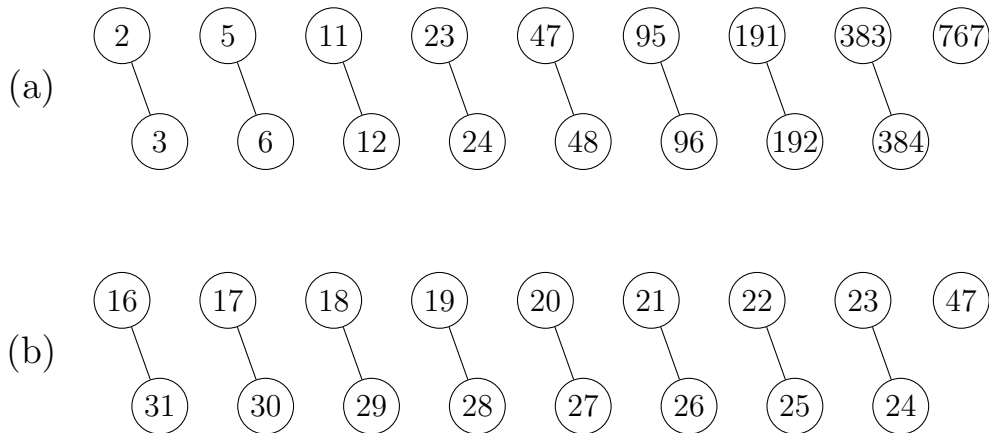 2 5 11 23 47 95 191 383 767
(a)
3 6 12 24 48 96 192 384
16 17 18 19 20 21 22 23 47
(b)
31 30 29 28 27 26 25 24